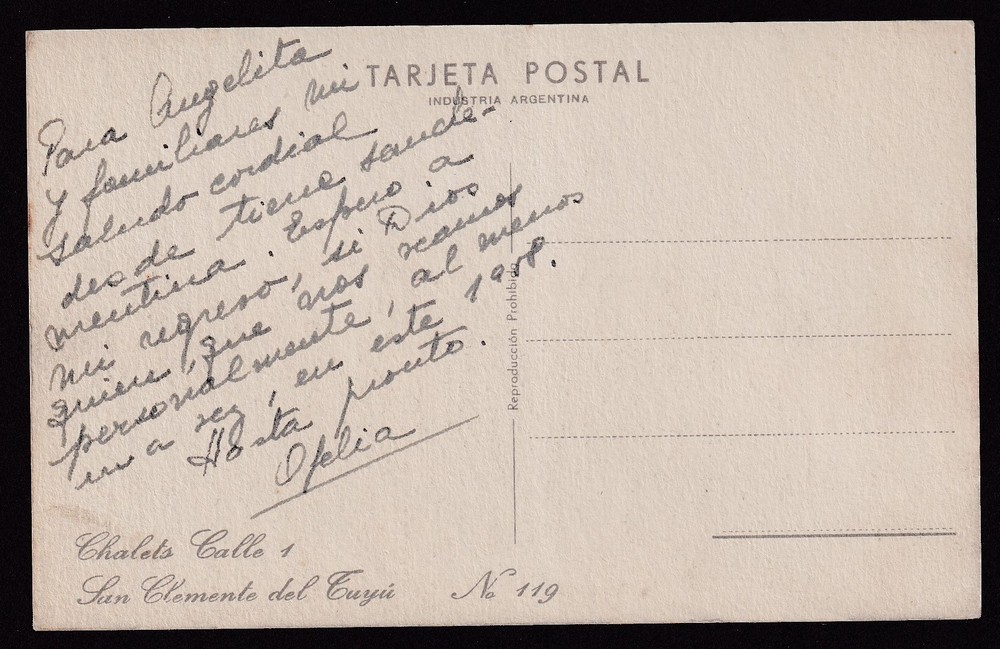 TARJETA POSTAL
INDUSTRIA ARGENTINA
Para Angelita
y familiares mi
saludo cordial
desde tierra sancle-
mentina. Espero a
mi regreso, si Dios
quiere, que nos veamos
personalmente, al menos
una vez, en este 1958.
Hasta pronto.
Ofelia
Reproducción Prohibida
Chalets Calle 1
San Clemente del Tuyú No 119